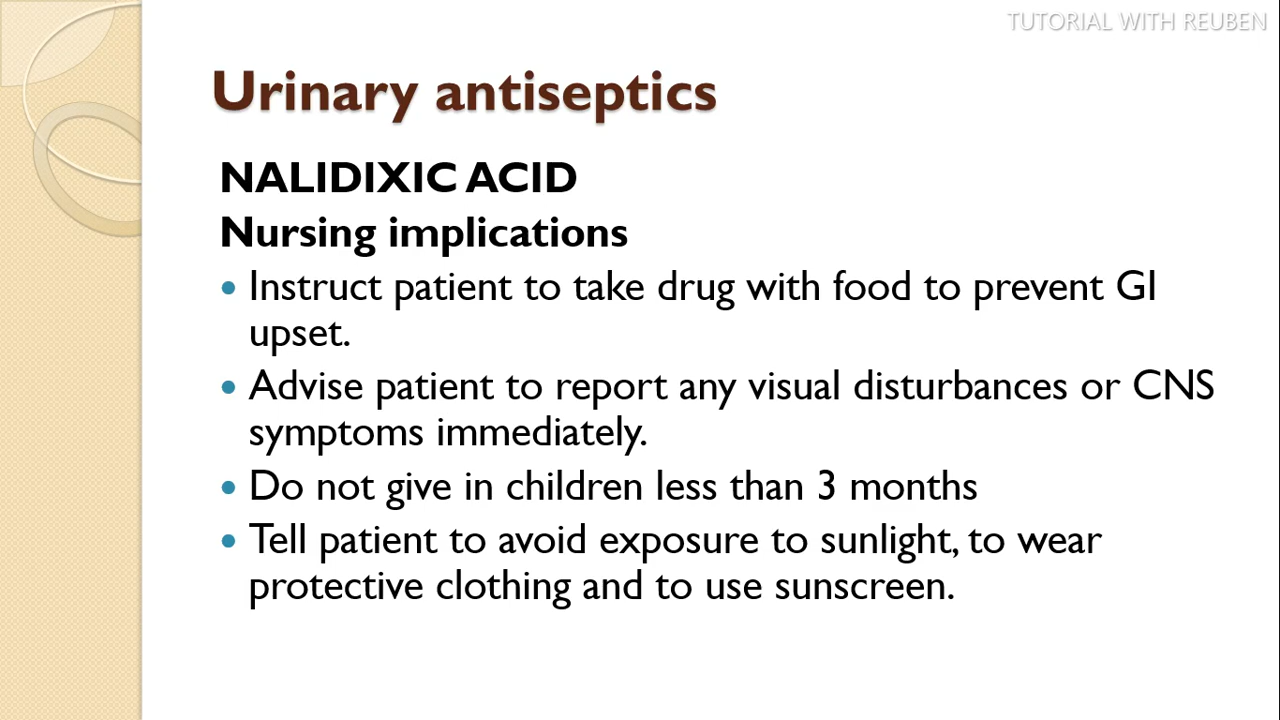 TUTORIAL WITH REUBEN
Urinary antiseptics
NALIDIXIC ACID
Nursing implications
• Instruct patient to take drug with food to prevent GI
upset.
• Advise patient to report any visual disturbances or CNS
symptoms immediately.
• Do not give in children less than 3 months
• Tell patient to avoid exposure to sunlight, to wear
protective clothing and to use sunscreen.